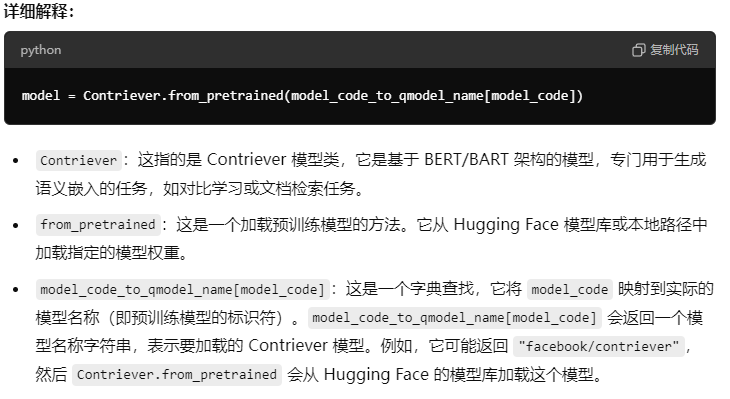 详细解释：
python
复制代码
model = Contriever.from_pretrained(model_code_to_qmodel_name[model_code])
• Contriever：这指的是 Contriever 模型类，它是基于 BERT/BART 架构的模型，专门用于生成
语义嵌入的任务，如对比学习或文档检索任务。
• from_pretrained：这是一个加载预训练模型的方法。它从 Hugging Face 模型库或本地路径中
加载指定的模型权重。
• model_code_to_qmodel_name[model_code]：这是一个字典查找，它将 model_code 映射到实际的
模型名称（即预训练模型的标识符）。model_code_to_qmodel_name[model_code] 会返回一个模
型名称字符串，表示要加载的 Contriever 模型。例如，它可能返回 "facebook/contriever"，
然后 Contriever.from_pretrained 会从 Hugging Face 的模型库加载这个模型。